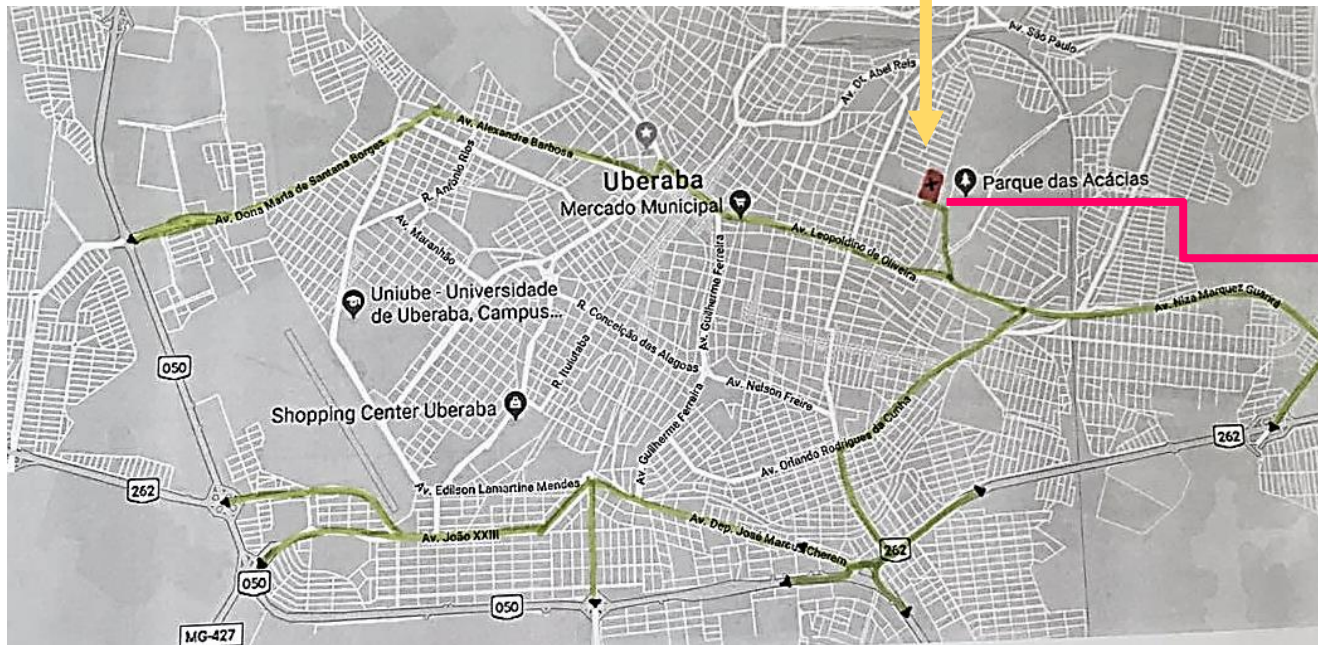 Av. São Paulo
Av. Dz. Abel Reis
Av. Alexandre Barbosa
Av. Dona Maria de Santana Borges
R. Antônio Rios
Uberaba
Mercado Municipal
Parque das Acácias
Av. Maranhão
Av. Leopoldino de Oliveira
Uniube - Universidade
de Uberaba, Campus...
Av. Guilherme Ferreira
Av. Niza Marquez Guaritá
R. Conceição das Alagoas
R. Ituiutaba
050
Av. Nelson Freire
Shopping Center Uberaba
Av. Guilherme Ferreira
Av. Orlando Rodrigues da Cunha
262
262
Av. Edilson Lamartine Mendes
Av. João XXIII
Av. Dep. José Marcus Cherem
262
050
050
MG-427